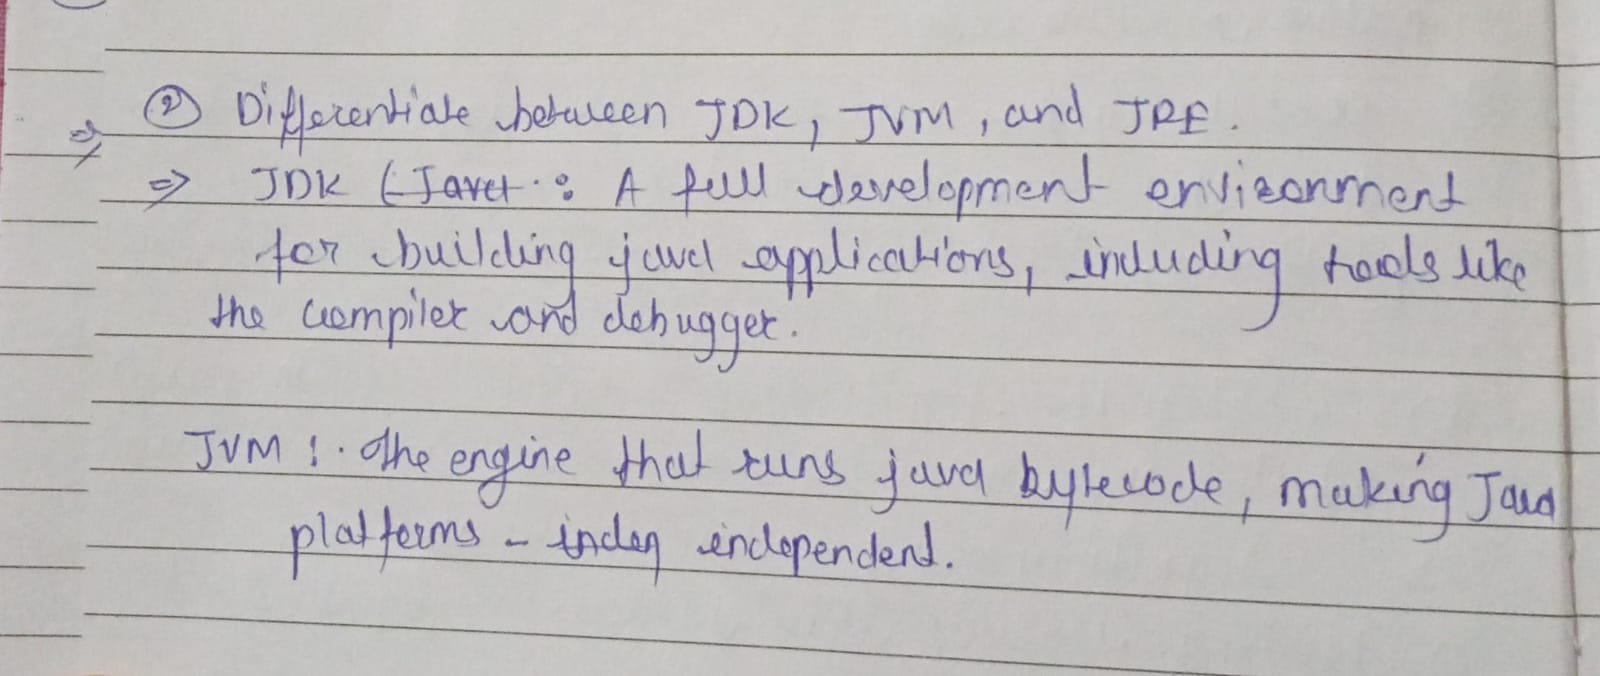 ② Differentiate between JDK, JVM, and JRE.
⇒
⇒ JDK (Java : A full development environment
for building java applications, including tools like
the compiler and debugger.
JVM : The engine that runs java bytecode, making Java
platforms - independent.